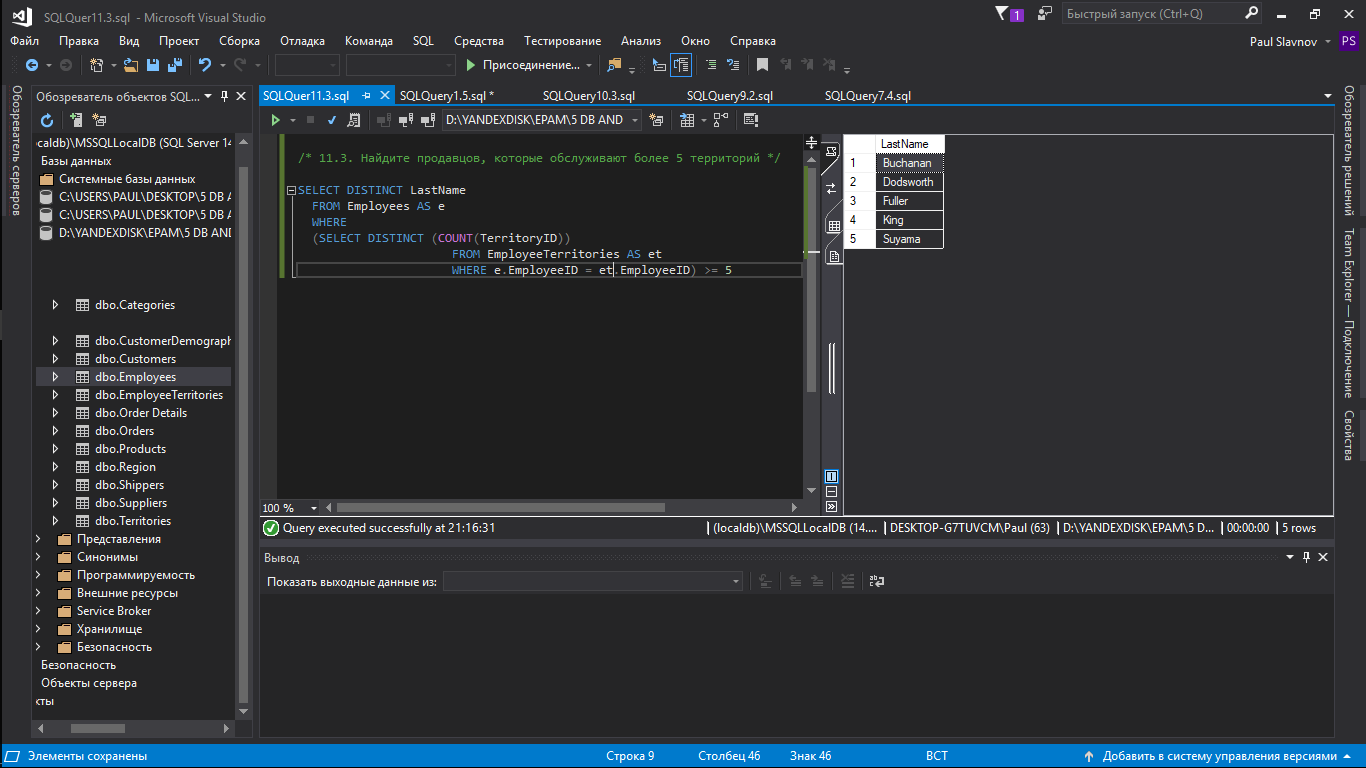 SQLQuer11.3.sql - Microsoft Visual Studio
1
Быстрый запуск (Ctrl+Q)
Файл Правка Вид Проект Сборка Отладка Команда SQL Средства Тестирование Анализ Окно Справка
Paul Slavnov PS
Присоединение...
Обозреватель серверов
Обозреватель объектов SQL...
caldb)\MSSQLLocalDB (SQL Server 14
Базы данных
Системные базы данных
C:\USERS\PAUL\DESKTOP\5 DB A
C:\USERS\PAUL\DESKTOP\5 DB A
D:\YANDEXDISK\EPAM\5 DB AND
dbo.Categories
dbo.CustomerDemograph
dbo.Customers
dbo.Employees
dbo.EmployeeTerritories
dbo.Order Details
dbo.Orders
dbo.Products
dbo.Region
dbo.Shippers
dbo.Suppliers
dbo.Territories
Представления
Синонимы
Программируемость
Внешние ресурсы
Service Broker
Хранилище
Безопасность
Безопасность
Объекты сервера
кты
SQLQuer11.3.sql SQLQuery1.5.sql * SQLQuery10.3.sql SQLQuery9.2.sql SQLQuery7.4.sql
D:\YANDEXDISK\EPAM\5 DB AND
/* 11.3. Найдите продавцов, которые обслуживают более 5 территорий */
SELECT DISTINCT LastName
FROM Employees AS e
WHERE
(SELECT DISTINCT (COUNT(TerritoryID))
FROM EmployeeTerritories AS et
WHERE e.EmployeeID = et.EmployeeID) >= 5
100 %
LastName
1 Buchanan
2 Dodsworth
3 Fuller
4 King
5 Suyama
Query executed successfully at 21:16:31
(localdb)\MSSQLLocalDB (14.... DESKTOP-G7TUVCM\Paul (63) D:\YANDEXDISK\EPAM\5 D... 00:00:00 5 rows
Вывод
Показать выходные данные из:
Обозреватель решений
Team Explorer — Подключение
Свойства
Элементы сохранены
Строка 9 Столбец 46 Знак 46 ВСТ
Добавить в систему управления версиями